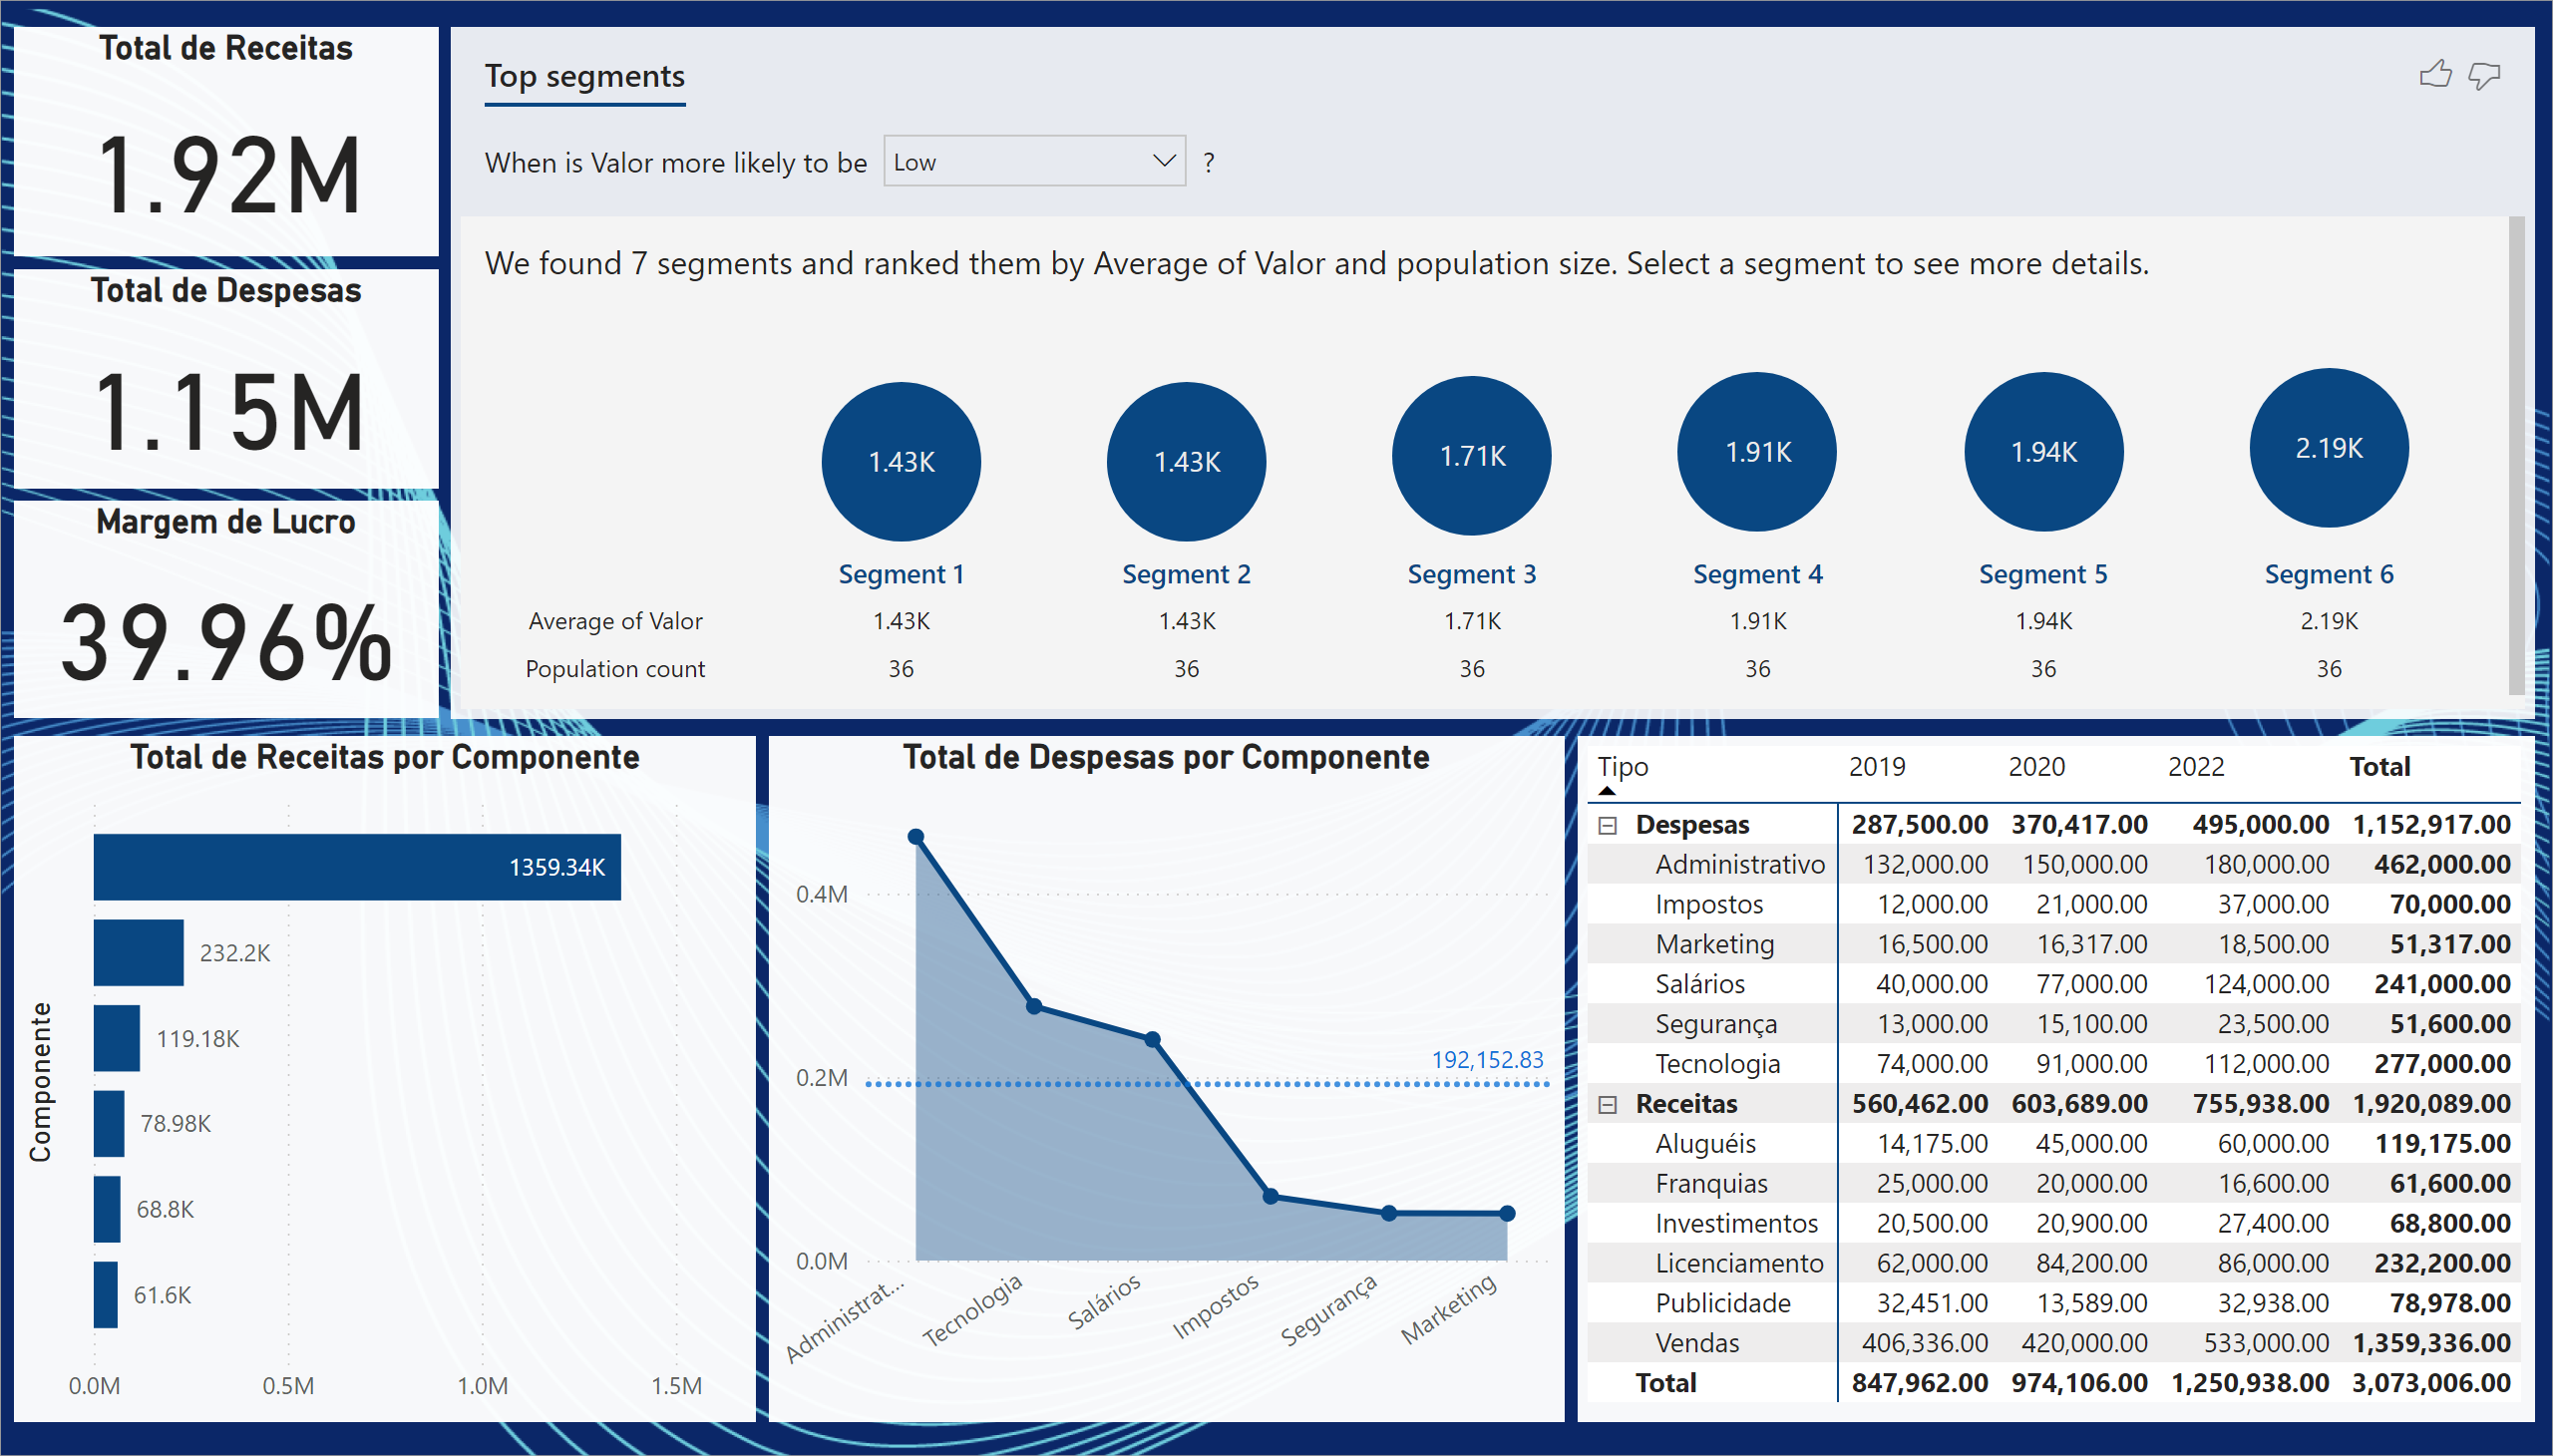 Total de Receitas
1.92M
Total de Despesas
1.15M
Margem de Lucro
39.96%
Top segments
When is Valor more likely to be Low ?
We found 7 segments and ranked them by Average of Valor and population size. Select a segment to see more details.
1.43K 1.43K 1.71K 1.91K 1.94K 2.19K
Segment 1 Segment 2 Segment 3 Segment 4 Segment 5 Segment 6
Average of Valor 1.43K 1.43K 1.71K 1.91K 1.94K 2.19K
Population count 36 36 36 36 36 36
Total de Receitas por Componente
Componente
1359.34K
232.2K
119.18K
78.98K
68.8K
61.6K
0.0M 0.5M 1.0M 1.5M
Total de Despesas por Componente
0.4M
192,152.83
0.2M
0.0M
Administrat... Tecnologia Salários Impostos Segurança Marketing
Tipo 2019 2020 2022 Total
Despesas 287,500.00 370,417.00 495,000.00 1,152,917.00
Administrativo 132,000.00 150,000.00 180,000.00 462,000.00
Impostos 12,000.00 21,000.00 37,000.00 70,000.00
Marketing 16,500.00 16,317.00 18,500.00 51,317.00
Salários 40,000.00 77,000.00 124,000.00 241,000.00
Segurança 13,000.00 15,100.00 23,500.00 51,600.00
Tecnologia 74,000.00 91,000.00 112,000.00 277,000.00
Receitas 560,462.00 603,689.00 755,938.00 1,920,089.00
Aluguéis 14,175.00 45,000.00 60,000.00 119,175.00
Franquias 25,000.00 20,000.00 16,600.00 61,600.00
Investimentos 20,500.00 20,900.00 27,400.00 68,800.00
Licenciamento 62,000.00 84,200.00 86,000.00 232,200.00
Publicidade 32,451.00 13,589.00 32,938.00 78,978.00
Vendas 406,336.00 420,000.00 533,000.00 1,359,336.00
Total 847,962.00 974,106.00 1,250,938.00 3,073,006.00